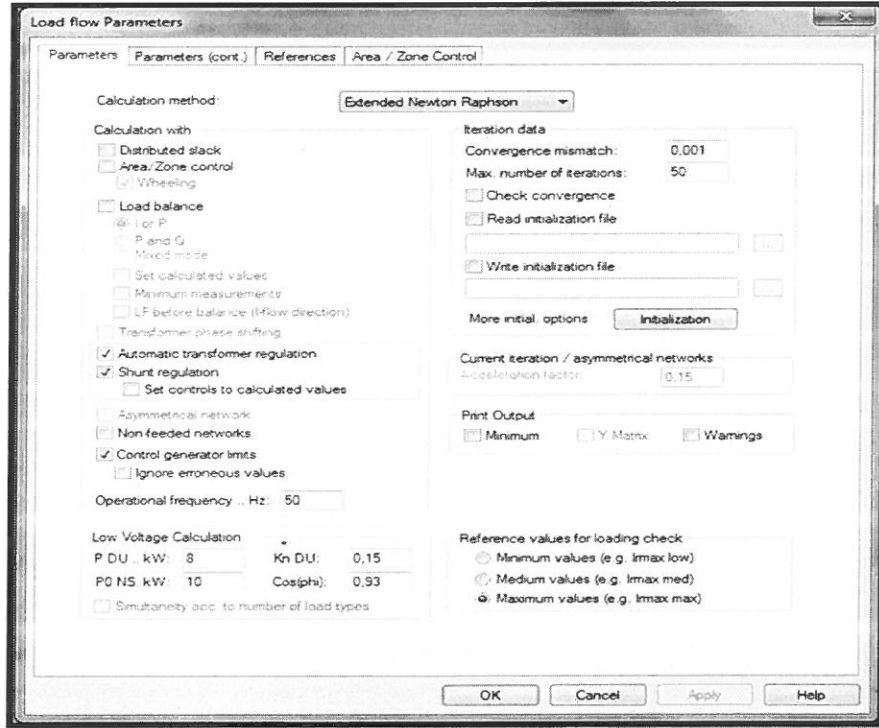 Load flow Parameters
Parameters
Parameters (cont.)
References
Area / Zone Control
Calculation method:
Extended Newton Raphson
Calculation with
Distributed slack
Area/Zone control
Wheeling
Load balance
I or P
P and Q
Mixed mode
Set calculated values
Minimum measurements
LF before balance (I-flow direction)
Transformer phase shifting
Automatic transformer regulation
Shunt regulation
Set controls to calculated values
Asymmetrical network
Non feeded networks
Control generator limits
Ignore erroneous values
Operational frequency .. Hz: 50
Low Voltage Calculation
P DU .. kW: 8 Kn DU: 0,15
P0 NS. kW: 10 Cos(phi): 0,93
Simultaneity acc. to number of load types
Iteration data
Convergence mismatch: 0,001
Max. number of iterations: 50
Check convergence
Read initialization file
...
Write initialization file
...
More initial. options Initialization
Current iteration / asymmetrical networks
Acceleration factor: 0.15
Print Output
Minimum Y Matrix Warnings
Reference values for loading check
Minimum values (e.g. Irmax low)
Medium values (e.g. Irmax med)
Maximum values (e.g. Irmax max)
OK Cancel Apply Help